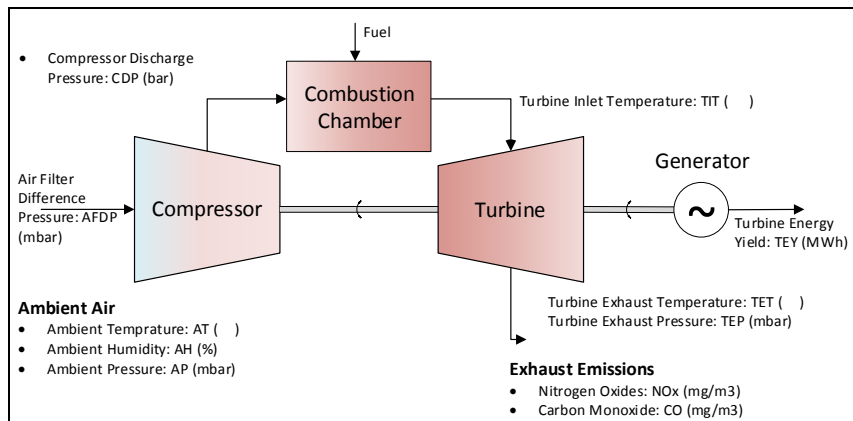 Fuel
• Compressor Discharge
Pressure: CDP (bar)
Combustion
Chamber
Turbine Inlet Temperature: TIT (    )
Generator
Air Filter
Difference
Pressure: AFDP
(mbar)
Compressor
Turbine
~
Turbine Energy
Yield: TEY (MWh)
Ambient Air
• Ambient Temprature: AT (    )
• Ambient Humidity: AH (%)
• Ambient Pressure: AP (mbar)
Turbine Exhaust Temperature: TET (    )
Turbine Exhaust Pressure: TEP (mbar)
Exhaust Emissions
• Nitrogen Oxides: NOx (mg/m3)
• Carbon Monoxide: CO (mg/m3)